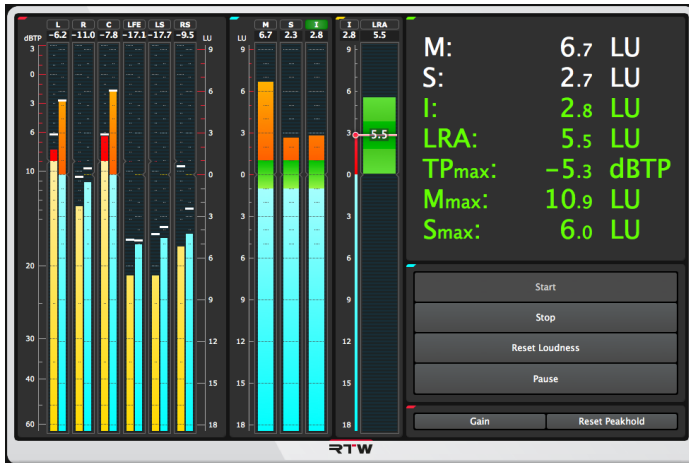 L R C LFE LS RS
dBTP -6.2 -11.0 -7.8 -17.1 -17.7 -9.5 LU
3 9
0
3 6
6 3
10 0
3
6
20
9
30 12
40 15
60 18
M S I
LU 6.7 2.3 2.8
9 9
6 6
3 3
0 0
3 3
6 6
9 9
12 12
15 15
18 18
I LRA
2.8 5.5
5.5
M: 6.7 LU
S: 2.7 LU
I: 2.8 LU
LRA: 5.5 LU
TPmax: -5.3 dBTP
Mmax: 10.9 LU
Smax: 6.0 LU
Start
Stop
Reset Loudness
Pause
Gain Reset Peakhold
RTW